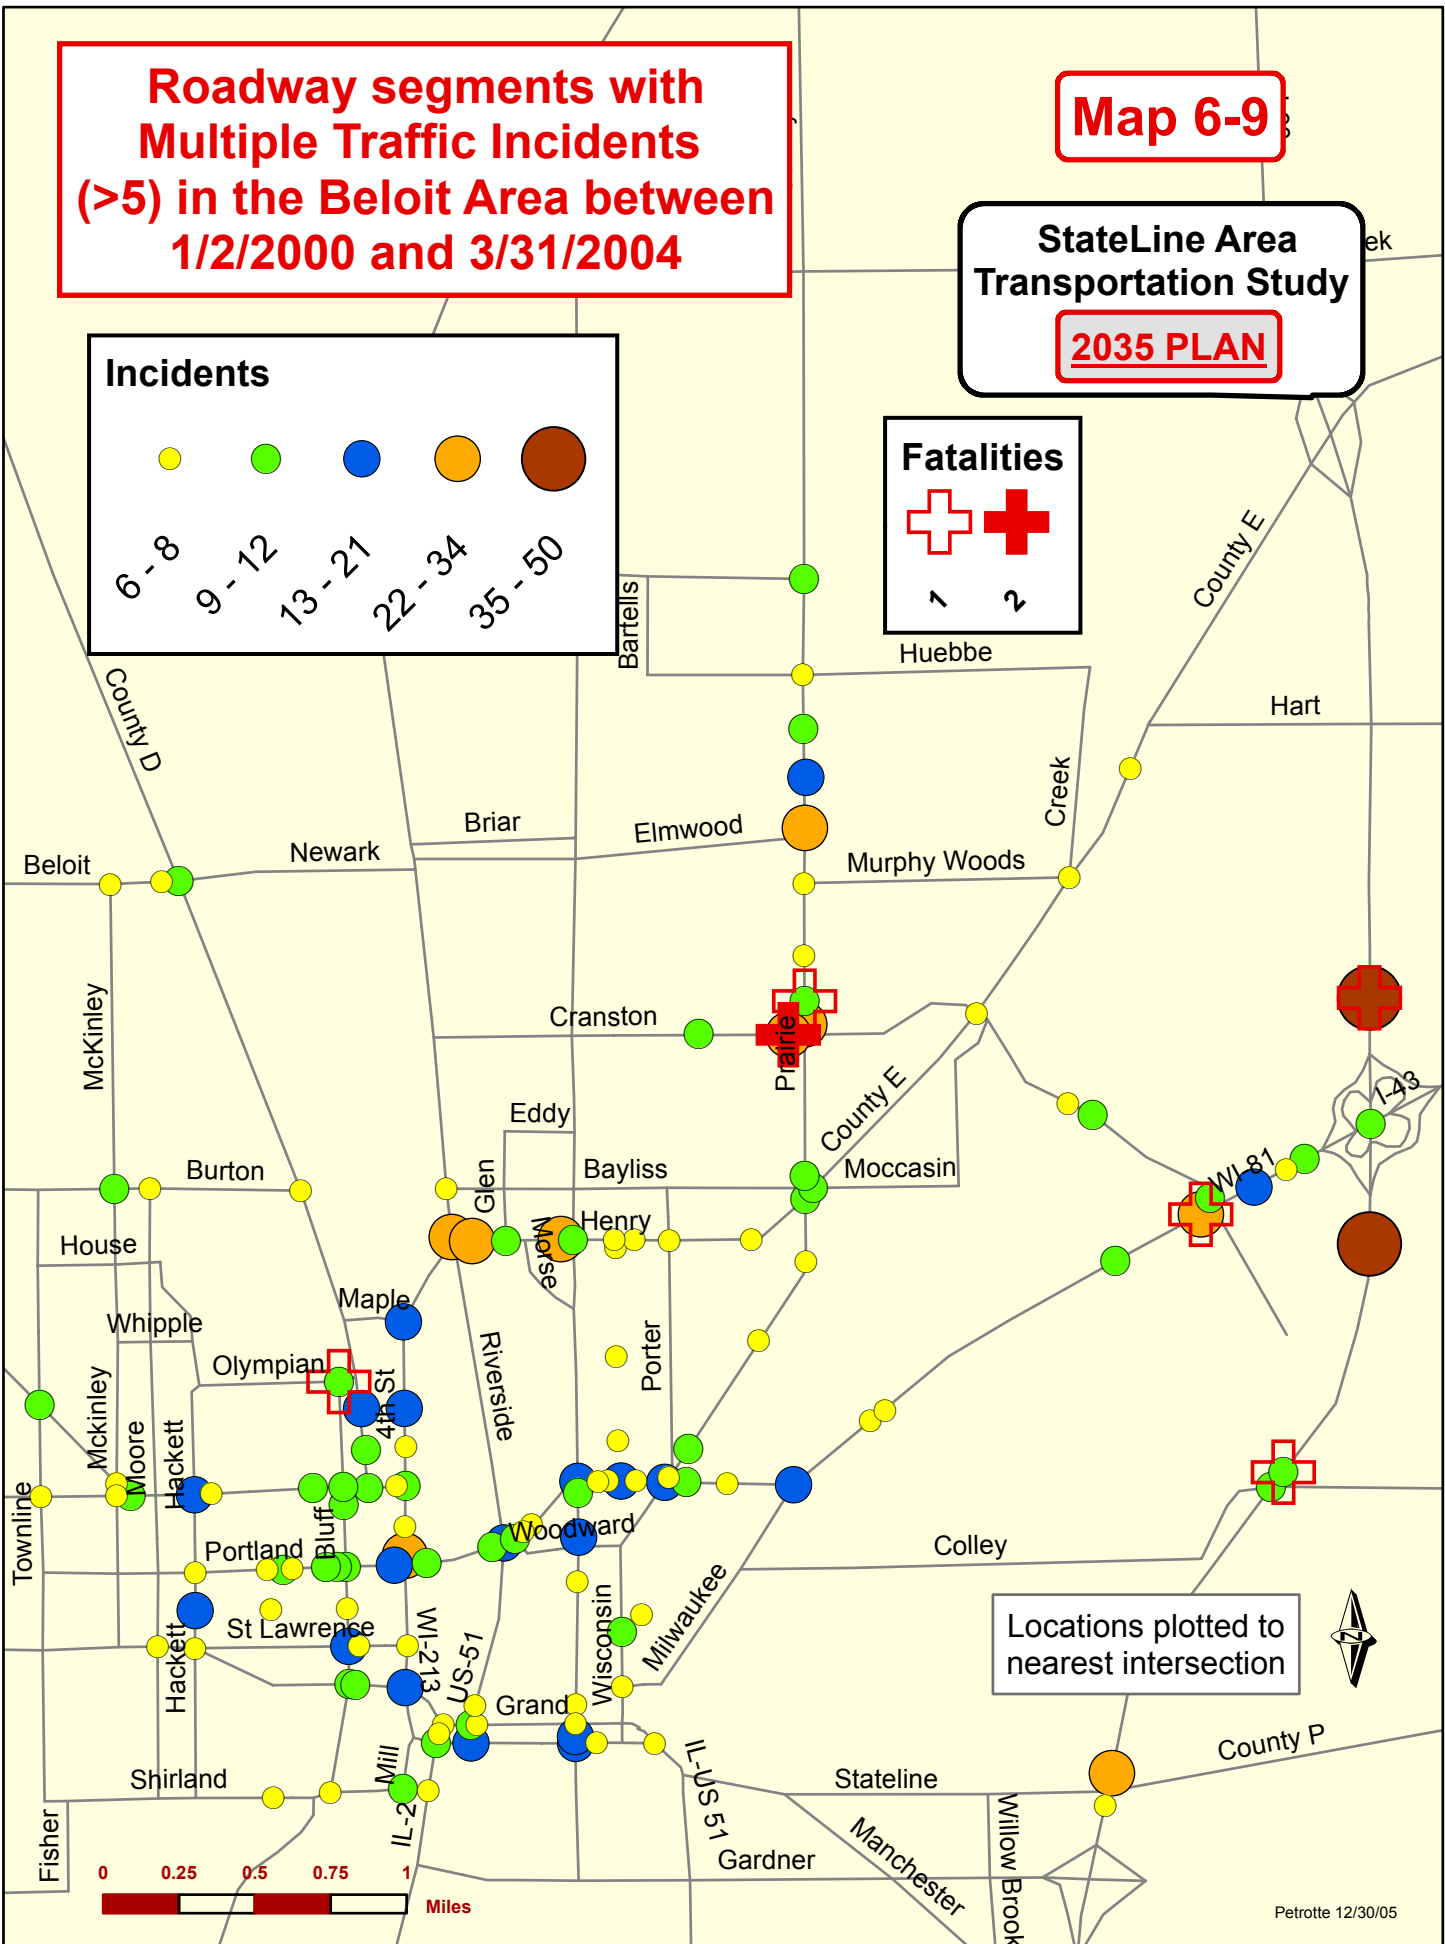 Roadway segments with
Multiple Traffic Incidents
(>5) in the Beloit Area between
1/2/2000 and 3/31/2004
Map 6-9
StateLine Area
Transportation Study
2035 PLAN
ek
Incidents
6 - 8
9 - 12
13 - 21
22 - 34
35 - 50
Fatalities
1
2
County E
Bartells
Huebbe
Hart
County D
Creek
Briar
Elmwood
Newark
Beloit
Murphy Woods
McKinley
Cranston
Prairie
I-43
Eddy
County E
Burton
Glen
Bayliss
Moccasin
WI-81
House
Morse
Henry
Maple
Whipple
Olympian
4th St
Riverside
Porter
Mckinley
Moore
Hackett
Townline
Bluff
Portland
Woodward
Colley
Milwaukee
Wisconsin
St Lawrence
WI-213
US-51
Hackett
Grand
Locations plotted to
nearest intersection
N
Mill
IL-US 51
County P
Shirland
Stateline
IL-2
Fisher
Manchester
Willow Brook
Gardner
0 0.25 0.5 0.75 1
Miles
Petrotte 12/30/05